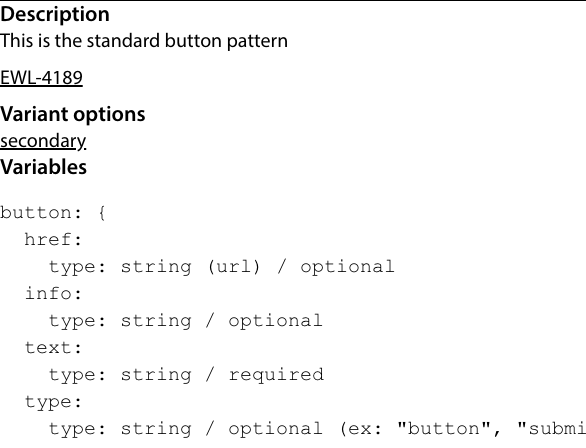 Description
This is the standard button pattern
EWL-4189
Variant options
secondary
Variables
button: {
href:
type: string (url) / optional
info:
type: string / optional
text:
type: string / required
type:
type: string / optional (ex: "button", "submi